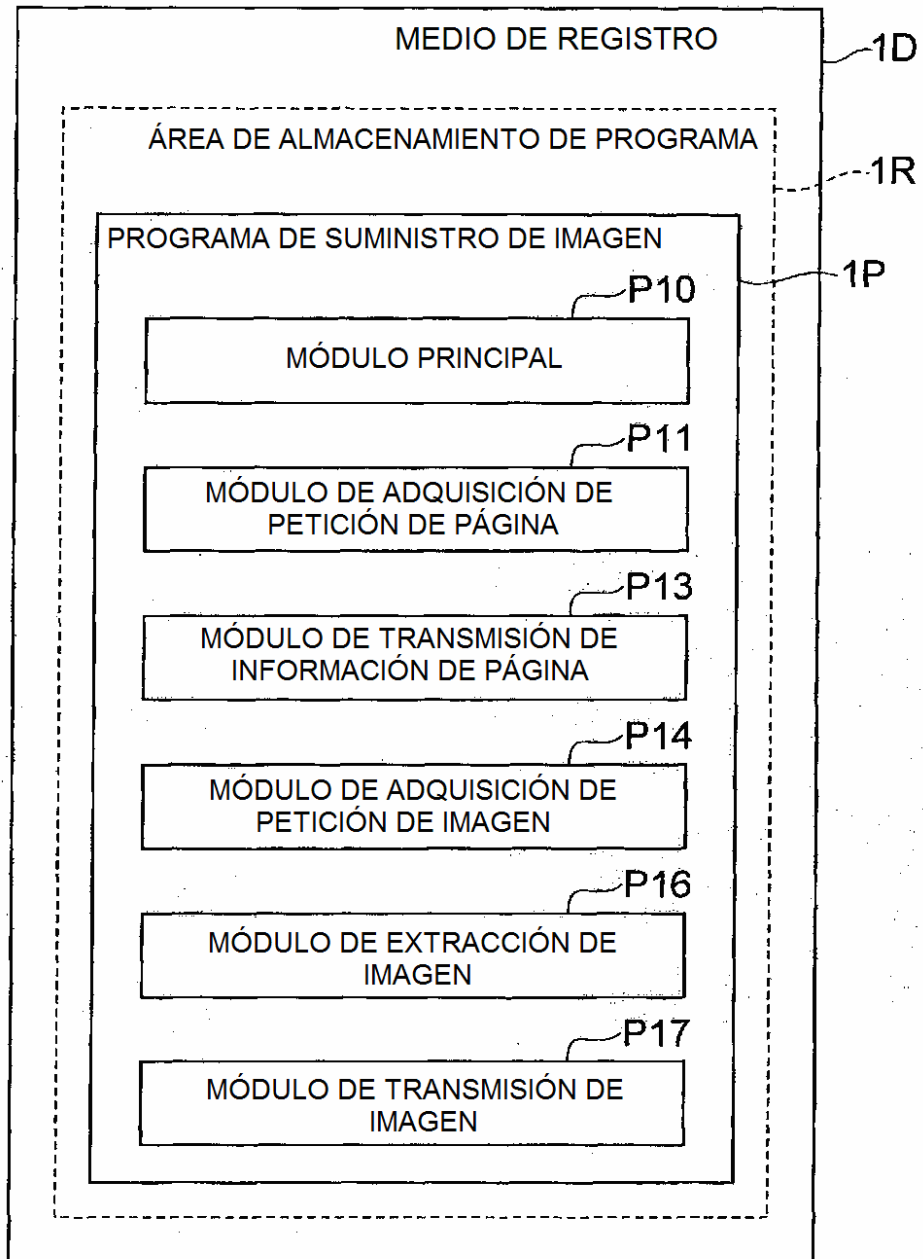 MEDIO DE REGISTRO
1D
ÁREA DE ALMACENAMIENTO DE PROGRAMA
1R
PROGRAMA DE SUMINISTRO DE IMAGEN
1P
P10
MÓDULO PRINCIPAL
P11
MÓDULO DE ADQUISICIÓN DE
PETICIÓN DE PÁGINA
P13
MÓDULO DE TRANSMISIÓN DE
INFORMACIÓN DE PÁGINA
P14
MÓDULO DE ADQUISICIÓN DE
PETICIÓN DE IMAGEN
P16
MÓDULO DE EXTRACCIÓN DE
IMAGEN
P17
MÓDULO DE TRANSMISIÓN DE
IMAGEN